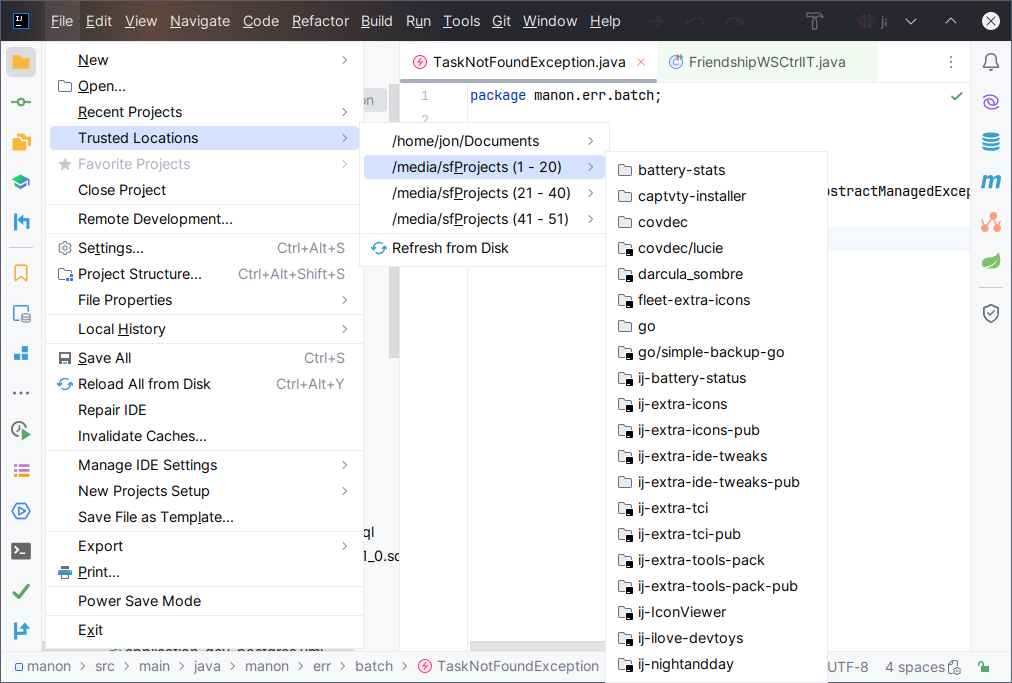 File Edit View Navigate Code Refactor Build Run Tools Git Window Help
New
Open...
Recent Projects
Trusted Locations
Favorite Projects
Close Project
Remote Development...
Settings... Ctrl+Alt+S
Project Structure... Ctrl+Alt+Shift+S
File Properties
Local History
Save All Ctrl+S
Reload All from Disk Ctrl+Alt+Y
Repair IDE
Invalidate Caches...
Manage IDE Settings
New Projects Setup
Save File as Template...
Export
Print...
Power Save Mode
Exit
/home/jon/Documents
/media/sfProjects (1 - 20)
/media/sfProjects (21 - 40)
/media/sfProjects (41 - 51)
Refresh from Disk
battery-stats
captvty-installer
covdec
covdec/lucie
darcula_sombre
fleet-extra-icons
go
go/simple-backup-go
ij-battery-status
ij-extra-icons
ij-extra-icons-pub
ij-extra-ide-tweaks
ij-extra-ide-tweaks-pub
ij-extra-tci
ij-extra-tci-pub
ij-extra-tools-pack
ij-extra-tools-pack-pub
ij-IconViewer
ij-ilove-devtoys
ij-nightandday
TaskNotFoundException.java FriendshipWSCtrlIT.java
1 package manon.err.batch;
2
bstractManagedExcep
on
ql
1_0.sc
manon src main java manon err batch TaskNotFoundException UTF-8 4 spaces